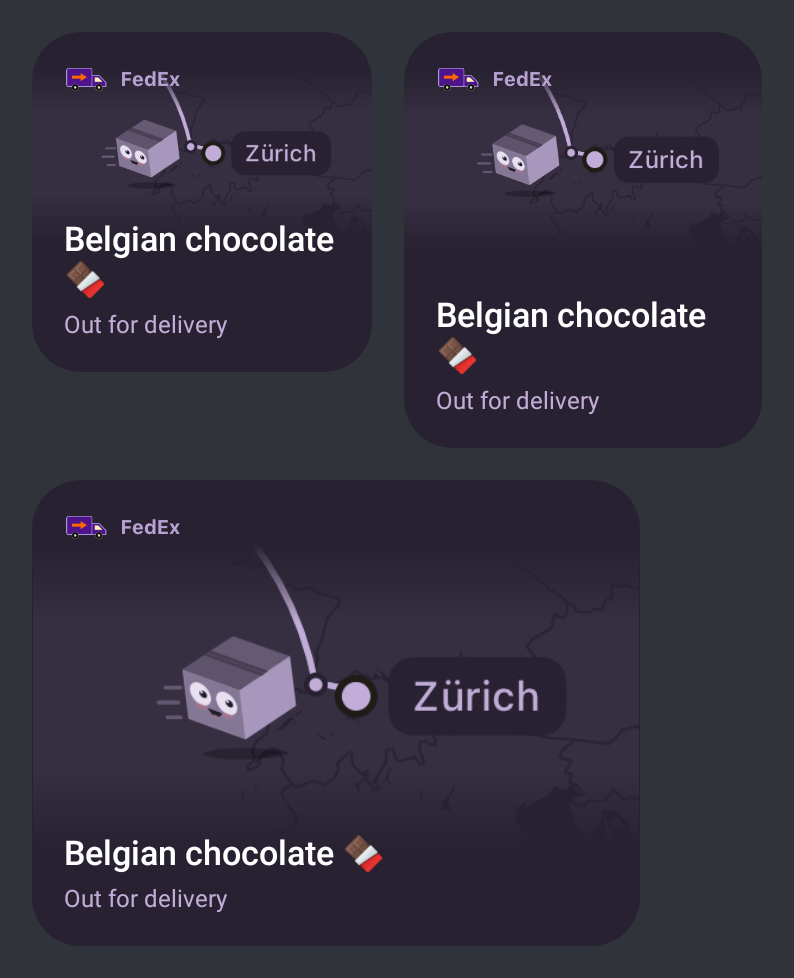 FedEx
Zürich
Belgian chocolate
🍫
Out for delivery
FedEx
Zürich
Belgian chocolate
🍫
Out for delivery
FedEx
Zürich
Belgian chocolate 🍫
Out for delivery